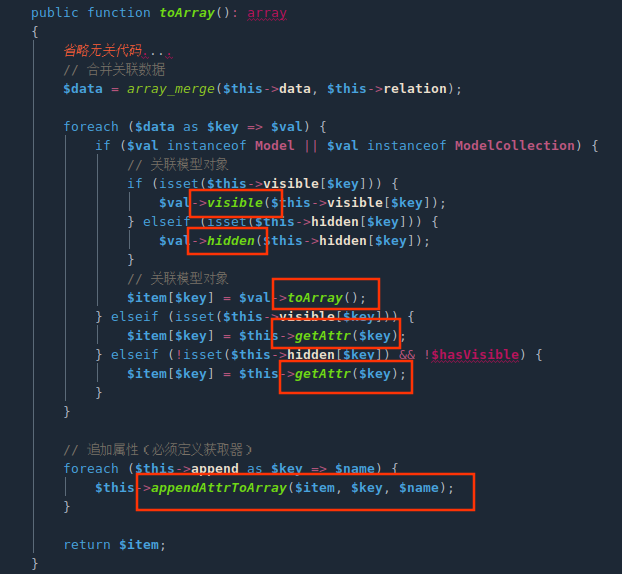 public function toArray(): array
{
省略无关代码....
// 合并关联数据
$data = array_merge($this->data, $this->relation);
foreach ($data as $key => $val) {
if ($val instanceof Model || $val instanceof ModelCollection) {
// 关联模型对象
if (isset($this->visible[$key])) {
$val->visible($this->visible[$key]);
} elseif (isset($this->hidden[$key])) {
$val->hidden($this->hidden[$key]);
}
// 关联模型对象
$item[$key] = $val->toArray();
} elseif (isset($this->visible[$key])) {
$item[$key] = $this->getAttr($key);
} elseif (!isset($this->hidden[$key]) && !$hasVisible) {
$item[$key] = $this->getAttr($key);
}
}
// 追加属性（必须定义获取器）
foreach ($this->append as $key => $name) {
$this->appendAttrToArray($item, $key, $name);
}
return $item;
}